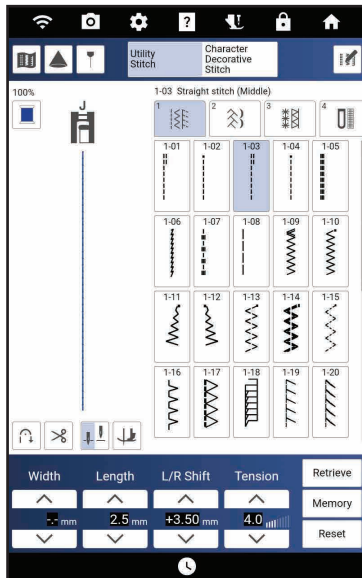 ?
Utility
Stitch
Character
Decorative
Stitch
100%
J
1-03 Straight stitch (Middle)
1
2
3
4
1-01
1-02
1-03
1-04
1-05
1-06
1-07
1-08
1-09
1-10
1-11
1-12
1-13
1-14
1-15
1-16
1-17
1-18
1-19
1-20
Width
Length
L/R Shift
Tension
-.- mm
2.5 mm
+3.50 mm
4.0
Retrieve
Memory
Reset